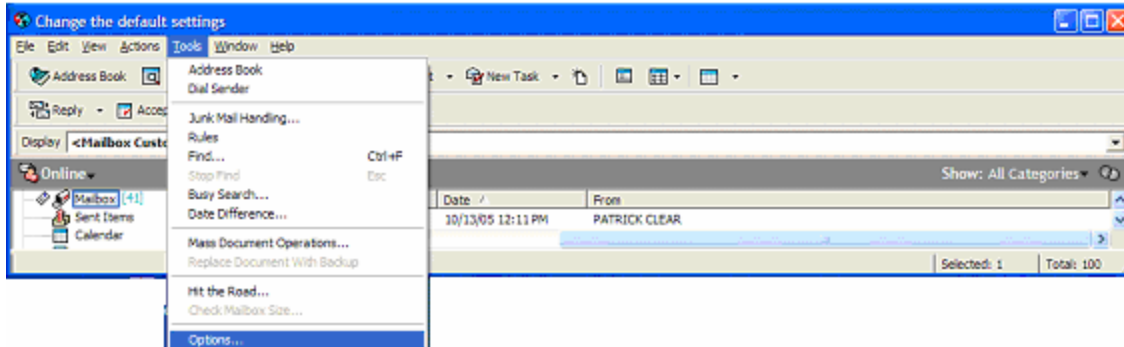 Change the default settings
File Edit View Actions Tools Window Help
Address Book New Task
Address Book
Dial Sender
Reply Accep
Junk Mail Handling...
Rules
Display <Mailbox Custo
Find... Ctrl+F
Stop Find Esc
Online Show: All Categories
Busy Search...
Mailbox [41] Date From
Date Difference...
Sent Items 10/13/05 12:11 PM PATRICK CLEAR
Calendar
Mass Document Operations...
Replace Document With Backup
Selected: 1 Total: 100
Hit the Road...
Check Mailbox Size...
Options...